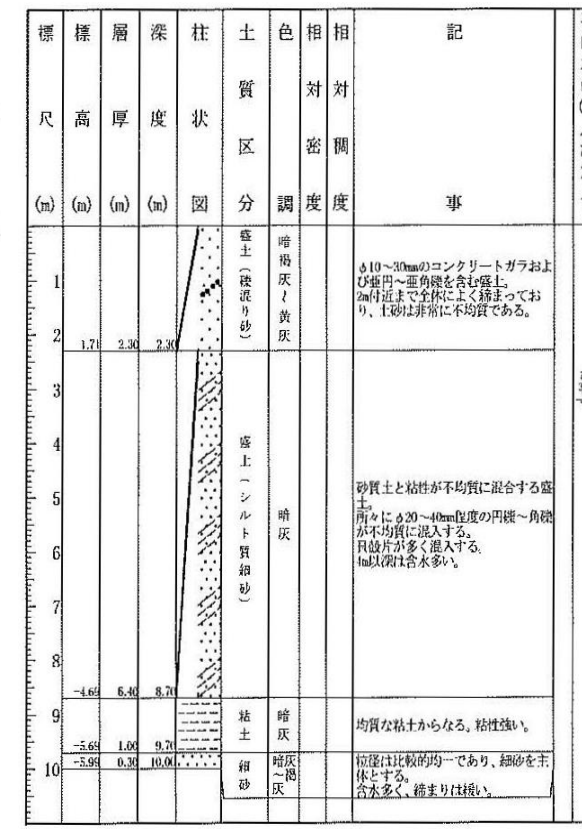 標尺(m) 標高(m) 層厚(m) 深度(m) 柱状図 土質区分 色調 相対密度 相対稠度 記事
1
2
1.71 2.30 2.30
盛土(礫混り砂)
暗褐灰~黄灰
φ10~30mmのコンクリートガラおよ
び亜円~亜角礫を含む盛土。
2m付近まで全体によく締まってお
り、土砂は非常に不均質である。
3
4
5
6
7
8
-4.69 6.40 8.70
盛土(シルト質細砂)
暗灰
砂質土と粘性が不均質に混合する盛
土。
所々にφ20~40mm程度の円礫~角礫
が不均質に混入する。
貝殻片が多く混入する。
4m以深は含水多い。
9
-5.69 1.00 9.70
粘土
暗灰
均質な粘土からなる。粘性強い。
10
-5.99 0.30 10.00
細砂
暗灰~褐灰
粒径は比較的均一であり、細砂を主
体とする。
含水多く、締まりは緩い。